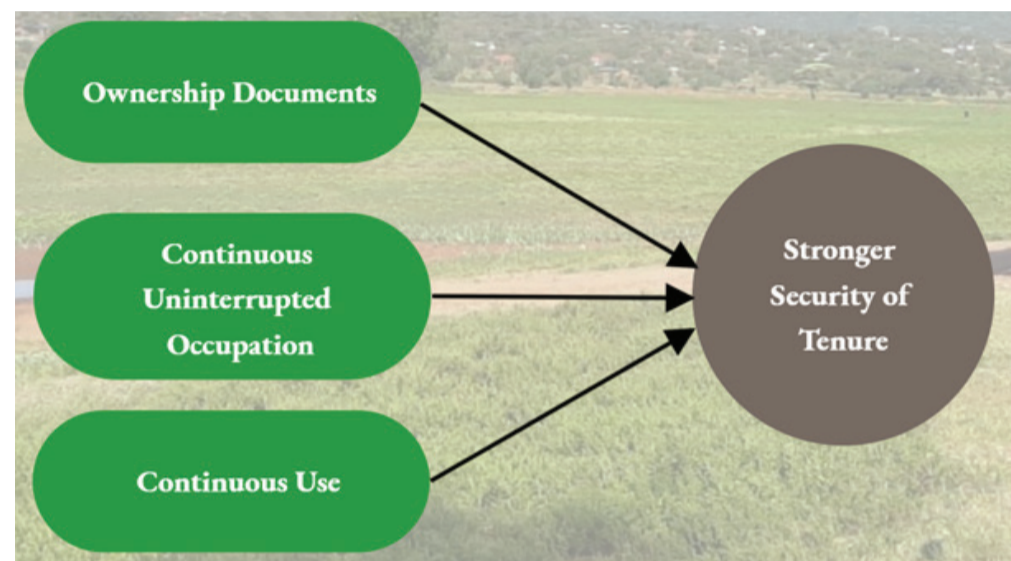 Ownership Documents
Continuous
Uninterrupted
Occupation
Continuous Use
Stronger
Security of
Tenure